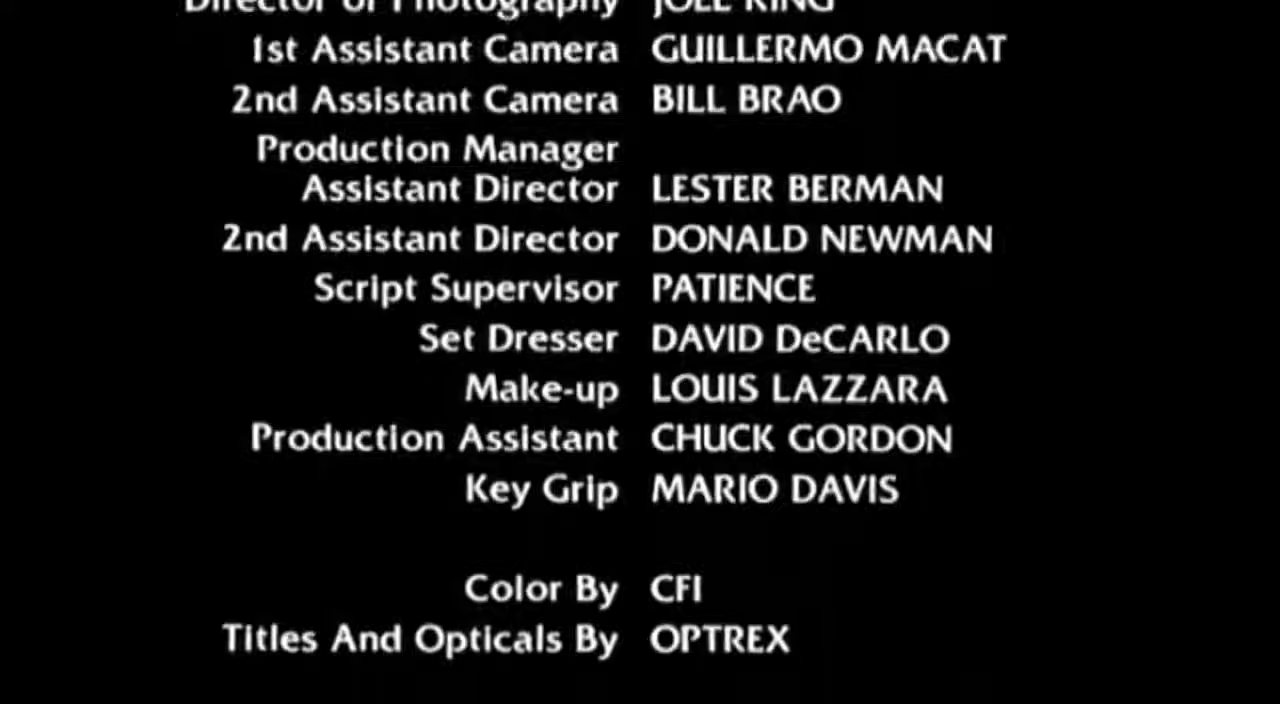 Director of Photography JOEL KING
1st Assistant Camera GUILLERMO MACAT
2nd Assistant Camera BILL BRAO
Production Manager
Assistant Director LESTER BERMAN
2nd Assistant Director DONALD NEWMAN
Script Supervisor PATIENCE
Set Dresser DAVID DeCARLO
Make-up LOUIS LAZZARA
Production Assistant CHUCK GORDON
Key Grip MARIO DAVIS
Color By CFI
Titles And Opticals By OPTREX